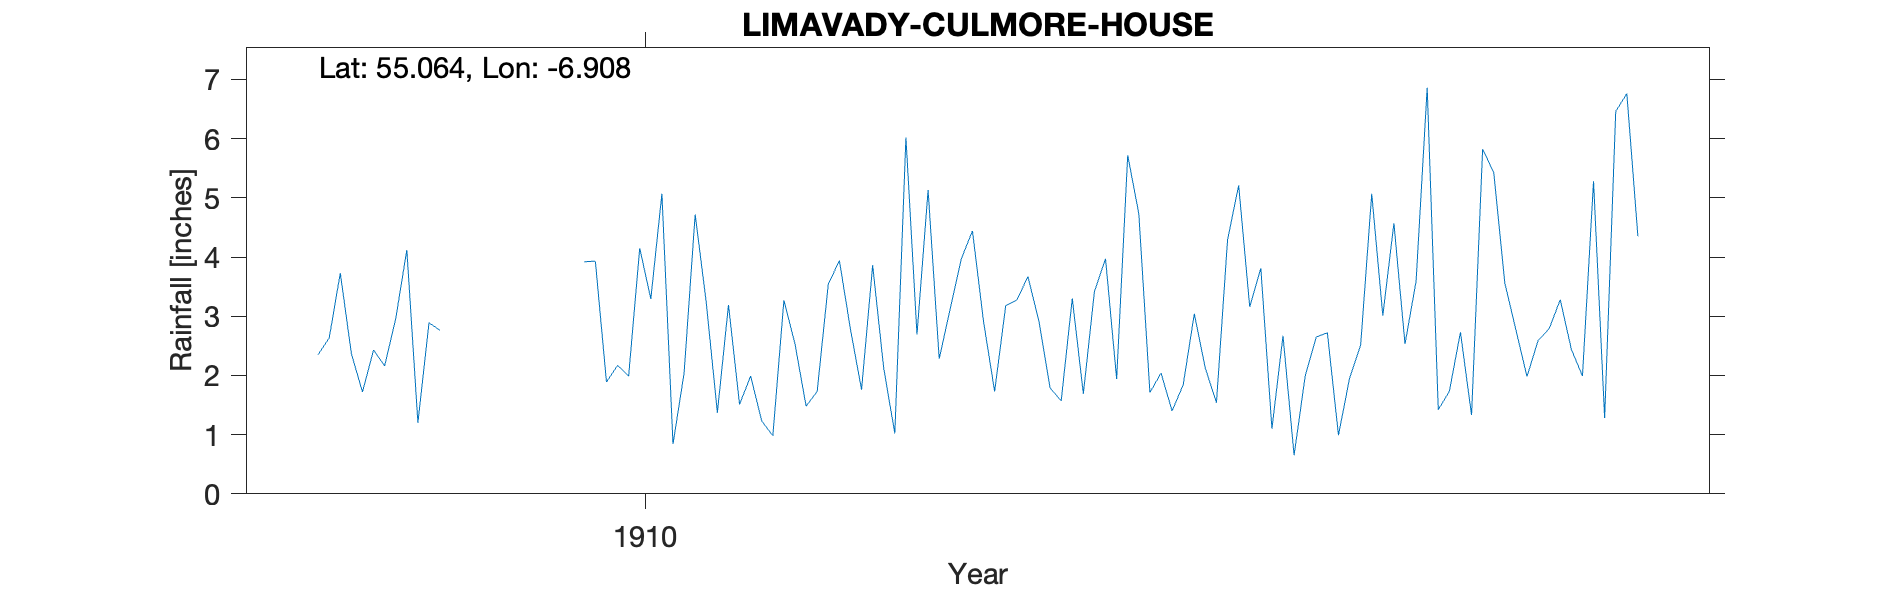 LIMAVADY-CULMORE-HOUSE
Lat: 55.064, Lon: -6.908
7
6
5
4
3
2
1
0
Rainfall [inches]
1910
Year